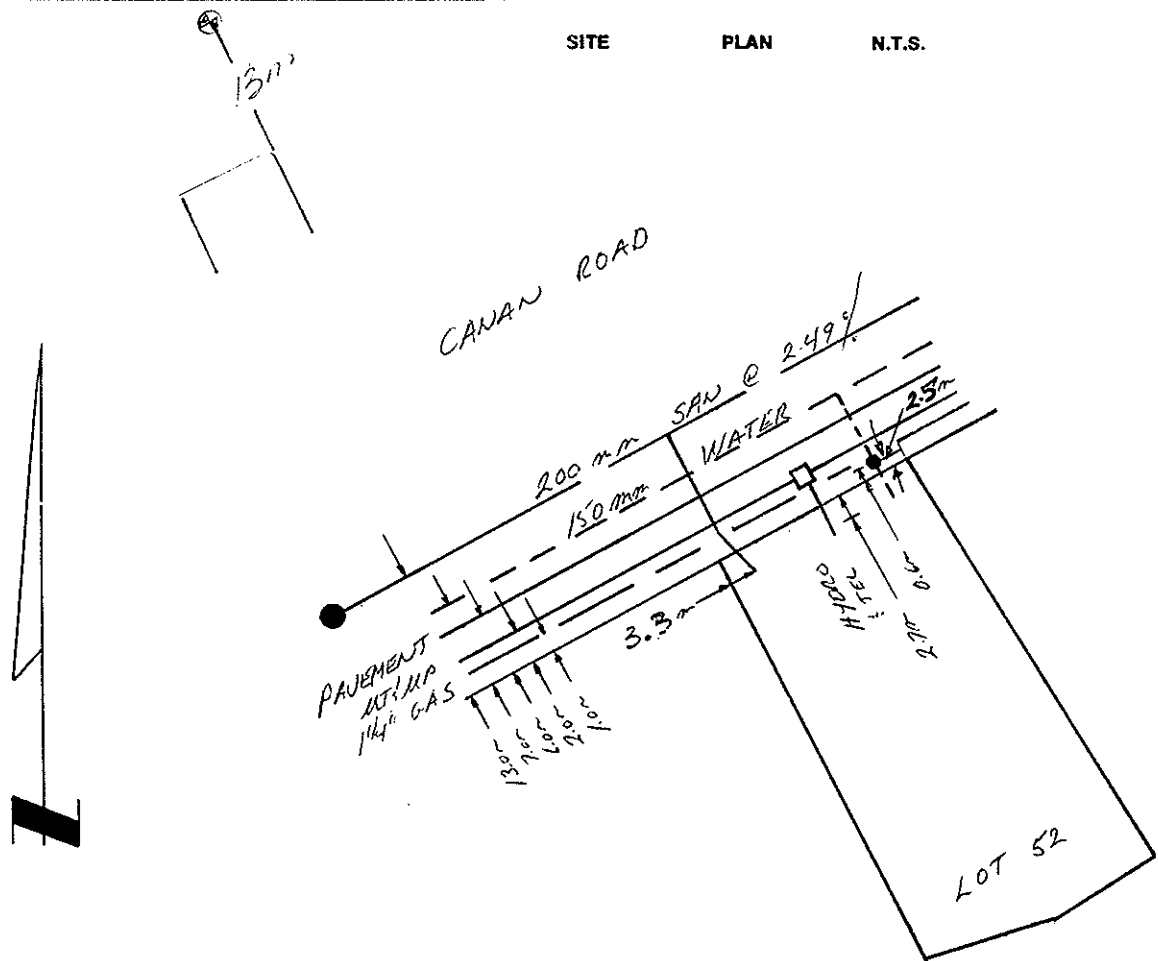 SITE PLAN N.T.S.
13m
CANAN ROAD
200 mm SAN @ 2.49%
150 mm WATER
2.5m
PAVEMENT
1¼" GAS
3.3m
HYDRO
& TEL
2.7m
0.6m
13.0m
7.0m
6.0m
2.0m
1.0m
LOT 52